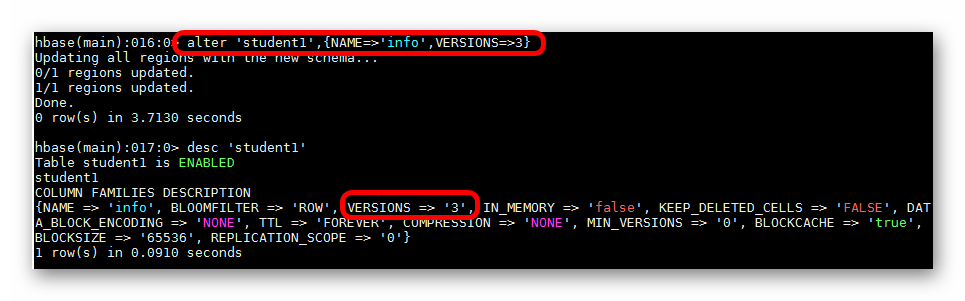 hbase(main):016:0> alter 'student1',{NAME=>'info',VERSIONS=>3}
Updating all regions with the new schema...
0/1 regions updated.
1/1 regions updated.
Done.
0 row(s) in 3.7130 seconds
hbase(main):017:0> desc 'student1'
Table student1 is ENABLED
student1
COLUMN FAMILIES DESCRIPTION
{NAME => 'info', BLOOMFILTER => 'ROW', VERSIONS => '3', IN_MEMORY => 'false', KEEP_DELETED_CELLS => 'FALSE', DAT
A_BLOCK_ENCODING => 'NONE', TTL => 'FOREVER', COMPRESSION => 'NONE', MIN_VERSIONS => '0', BLOCKCACHE => 'true',
BLOCKSIZE => '65536', REPLICATION_SCOPE => '0'}
1 row(s) in 0.0910 seconds